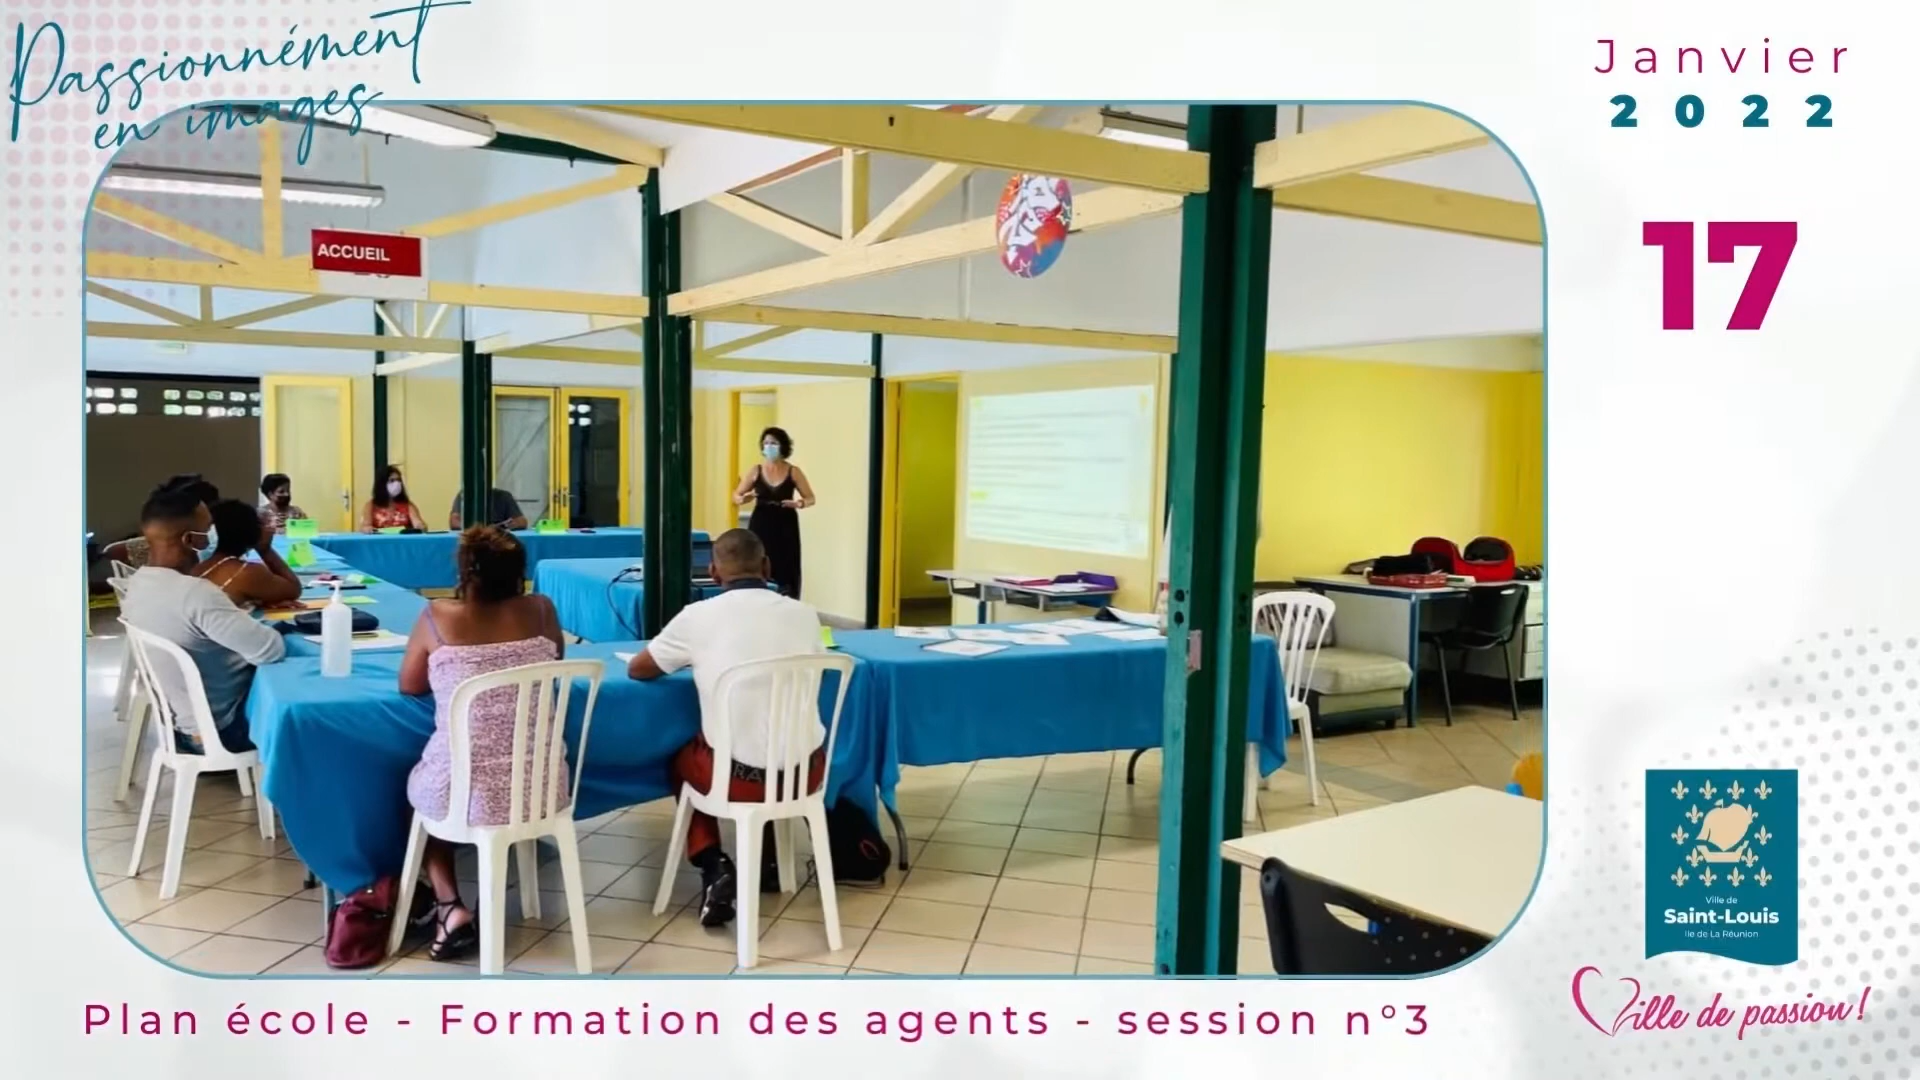 Passionnément
en images
Janvier
2022
17
ACCUEIL
Ville de
Saint-Louis
Ile de La Réunion
Ville de passion !
Plan école - Formation des agents - session n°3